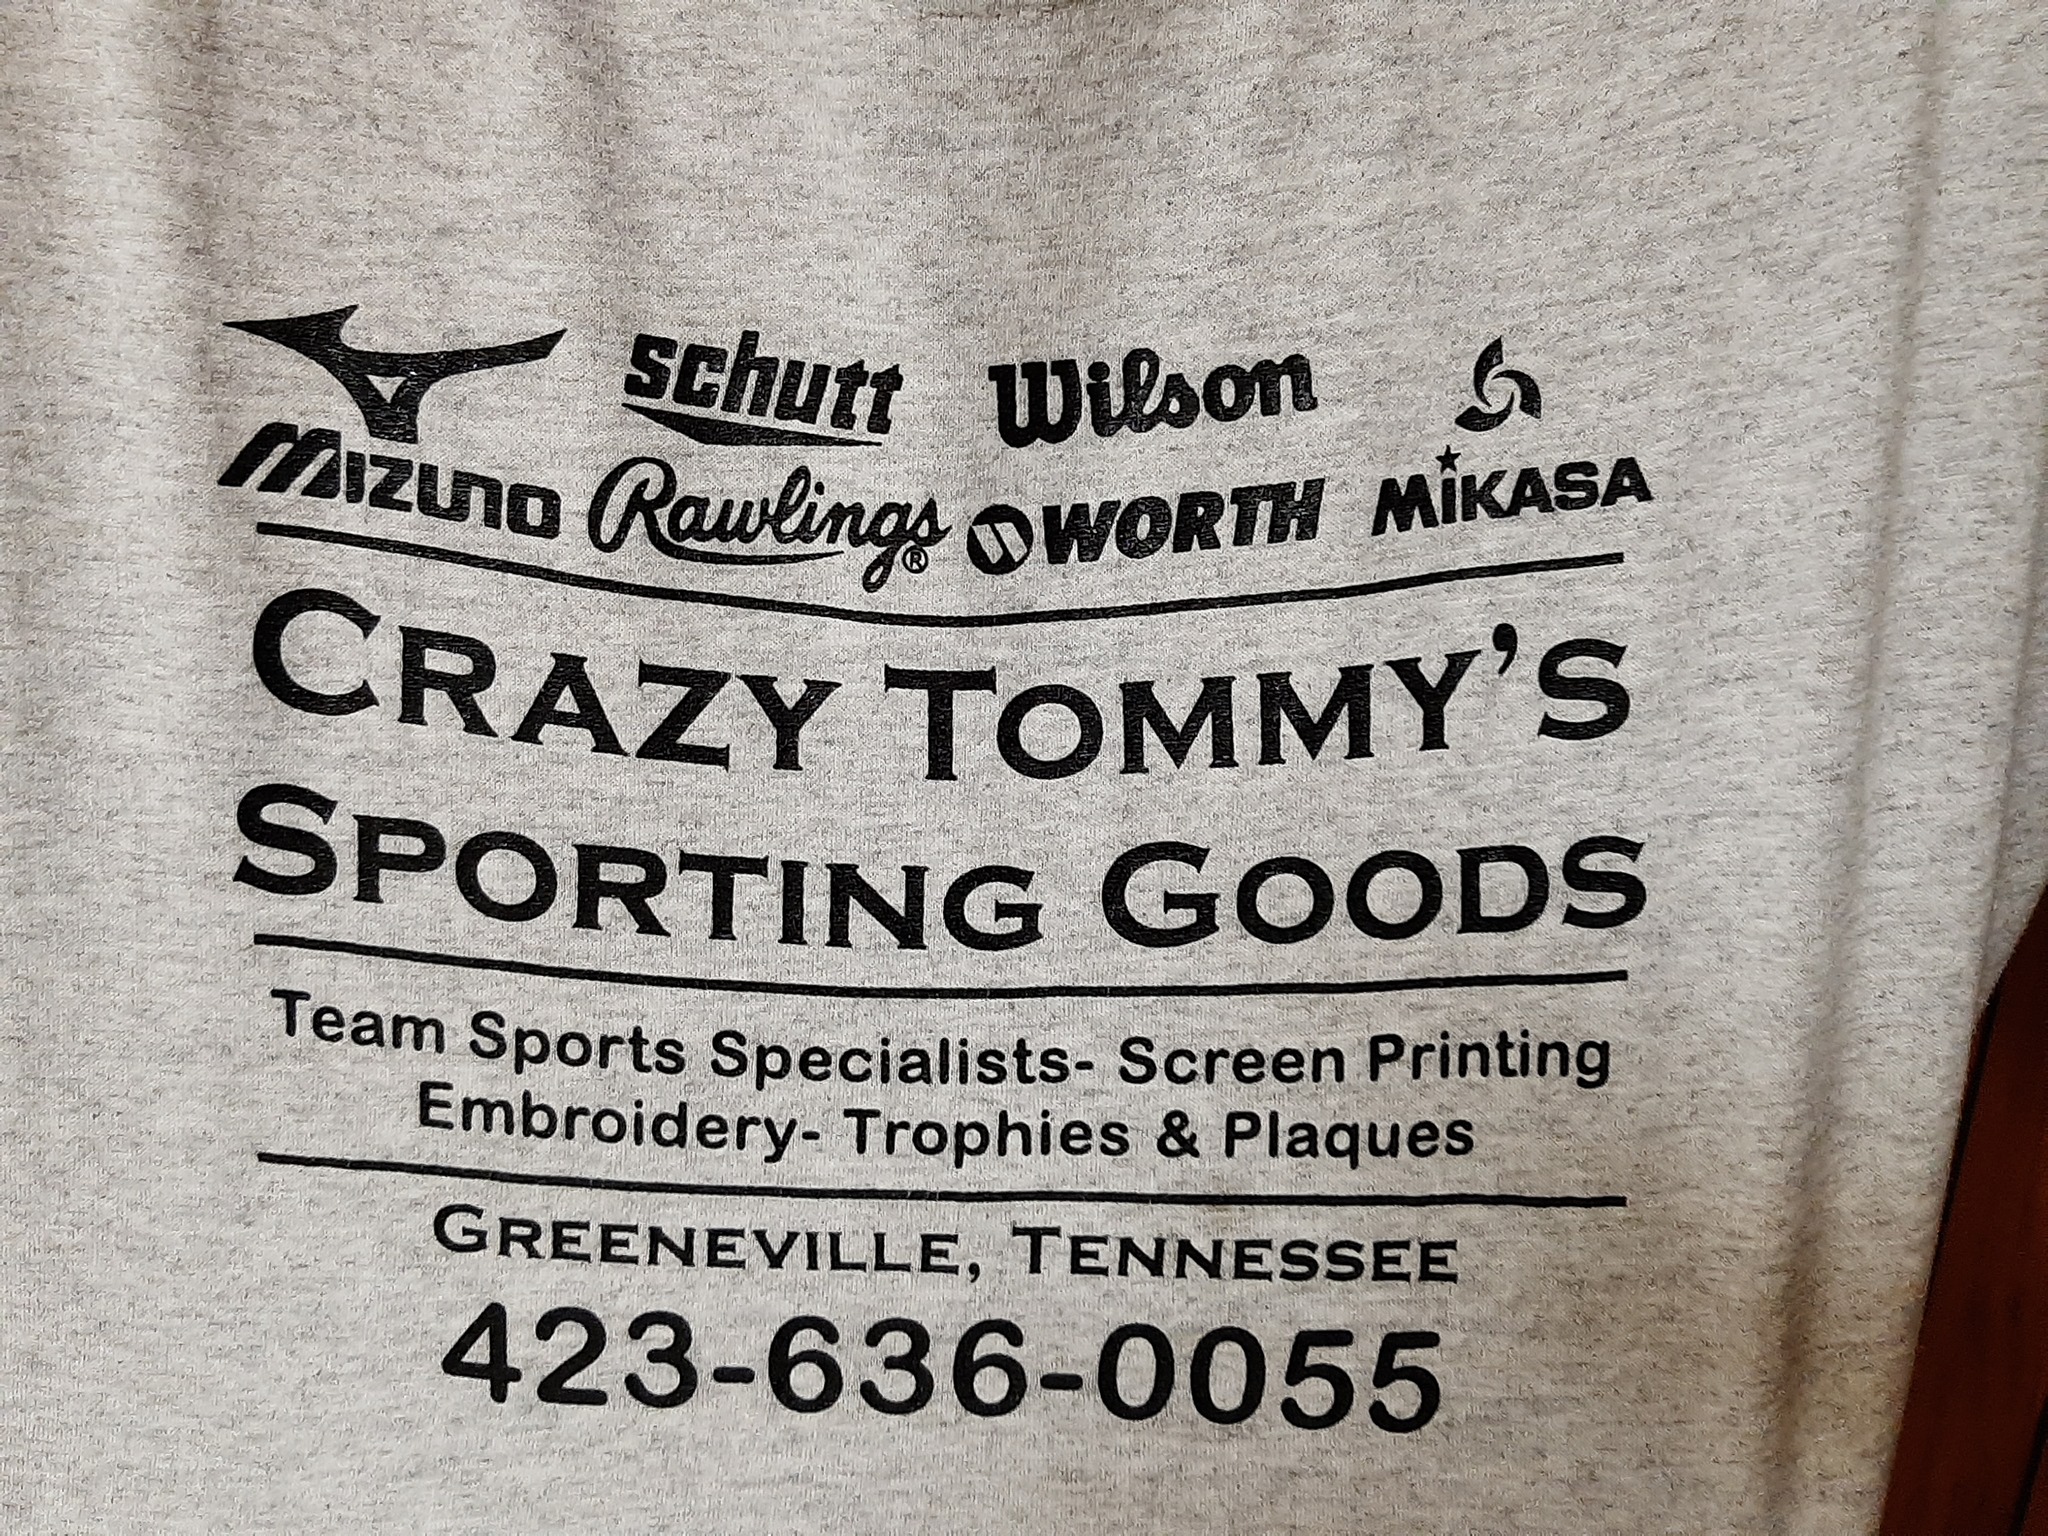 schutt Wilson
MIZUNO Rawlings® WORTH MiKASA
CRAZY TOMMY'S
SPORTING GOODS
Team Sports Specialists- Screen Printing
Embroidery- Trophies & Plaques
GREENEVILLE, TENNESSEE
423-636-0055